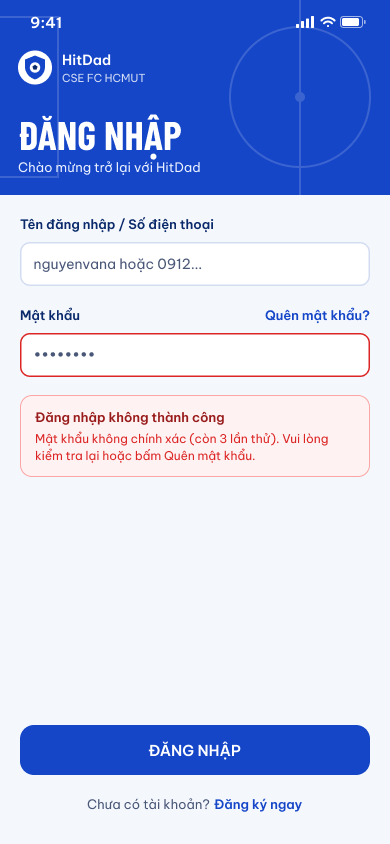 9:41
HitDad
CSE FC HCMUT
ĐĂNG NHẬP
Chào mừng trở lại với HitDad
Tên đăng nhập / Số điện thoại
nguyenvana hoặc 0912...
Mật khẩu
Quên mật khẩu?
••••••••
Đăng nhập không thành công
Mật khẩu không chính xác (còn 3 lần thử). Vui lòng
kiểm tra lại hoặc bấm Quên mật khẩu.
ĐĂNG NHẬP
Chưa có tài khoản? Đăng ký ngay